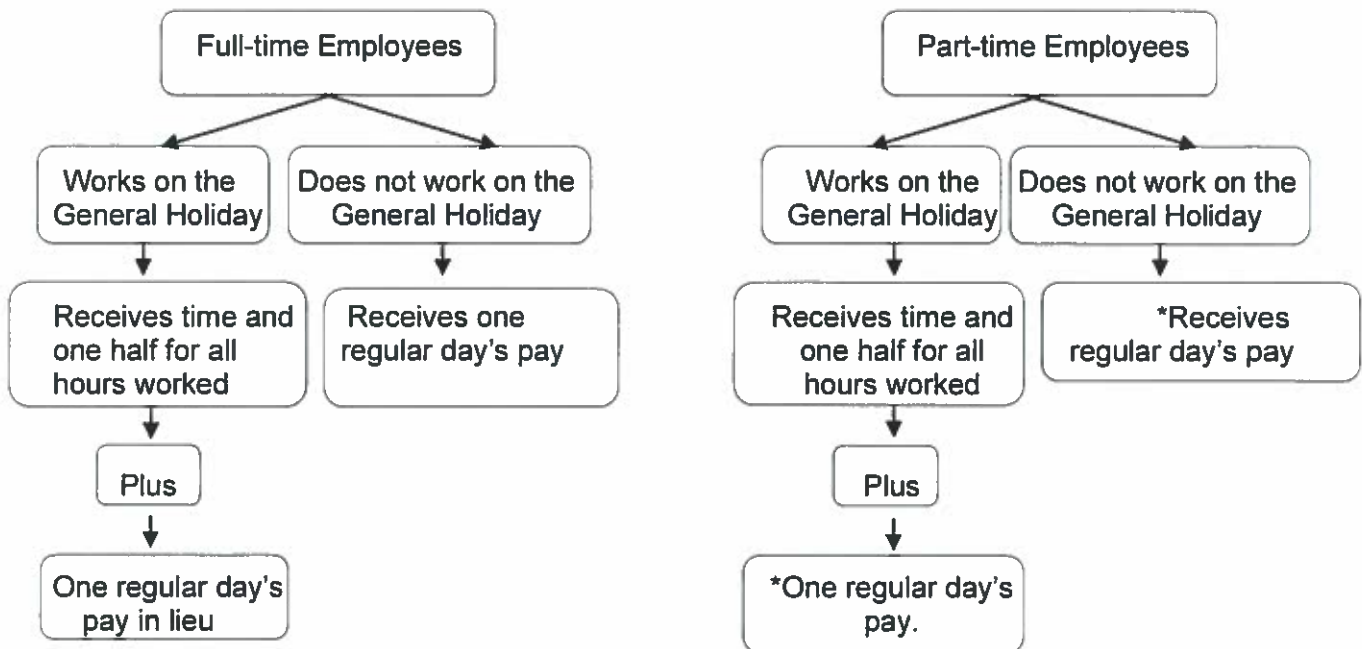 Full-time Employees
Works on the
General Holiday
Does not work on the
General Holiday
Receives time and
one half for all
hours worked
Receives one
regular day's pay
Plus
One regular day's
pay in lieu
Part-time Employees
Works on the
General Holiday
Does not work on the
General Holiday
Receives time and
one half for all
hours worked
*Receives
regular day's pay
Plus
*One regular day's
pay.